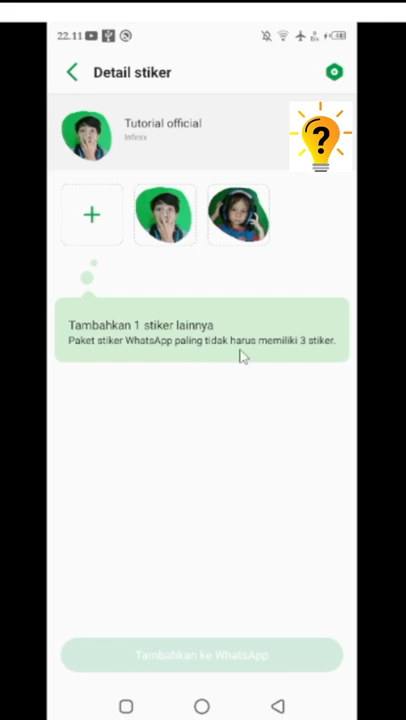 22.11
Detail stiker
Tutorial official
Infinix
Tambahkan 1 stiker lainnya
Paket stiker WhatsApp paling tidak harus memiliki 3 stiker.
Tambahkan ke WhatsApp